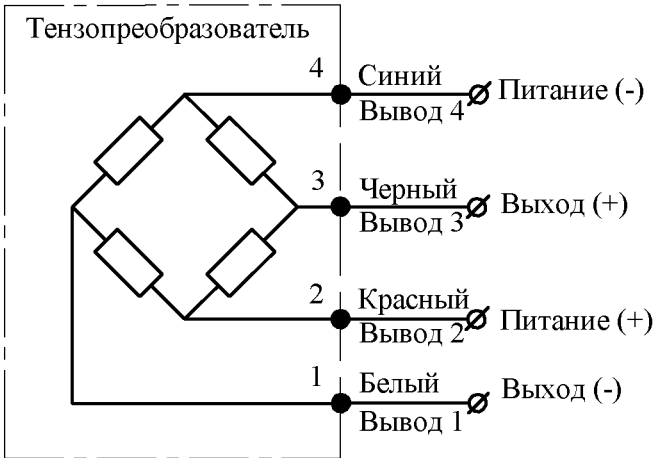 Тензопреобразователь
4 Синий
Вывод 4 Питание (-)
3 Черный
Вывод 3 Выход (+)
2 Красный
Вывод 2 Питание (+)
1 Белый
Вывод 1 Выход (-)